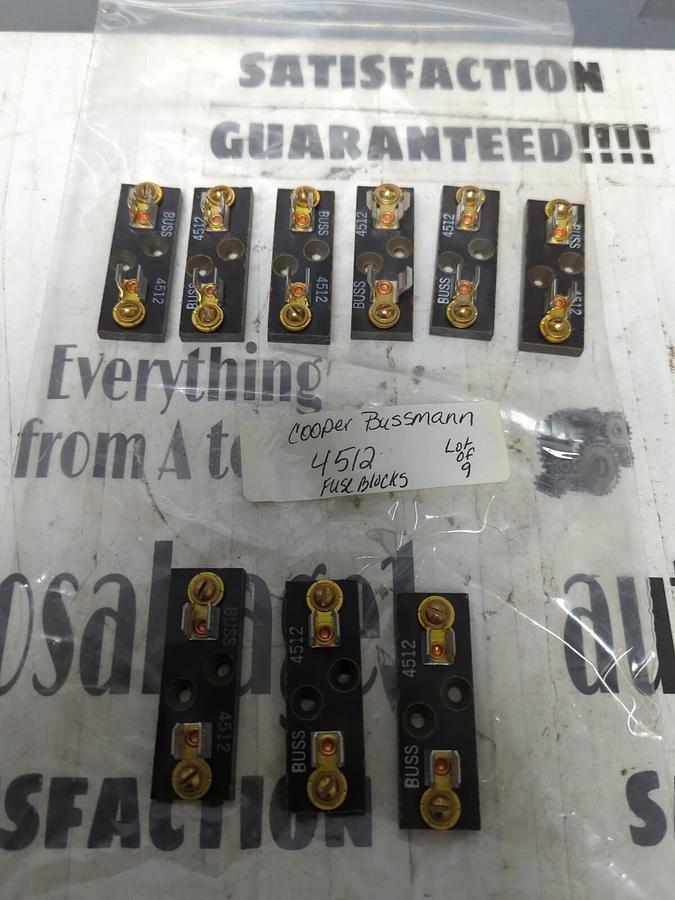 SATISFACTION
GUARANTEED!!!!
BUSS 4512
4512 BUSS
BUSS 4512
4512 BUSS
4512 BUSS
BUSS 4512
Everything
from A to
Cooper Bussmann
4512
Lot
of
9
Fuse Blocks
BUSS 4512
4512 BUSS
4512 BUSS